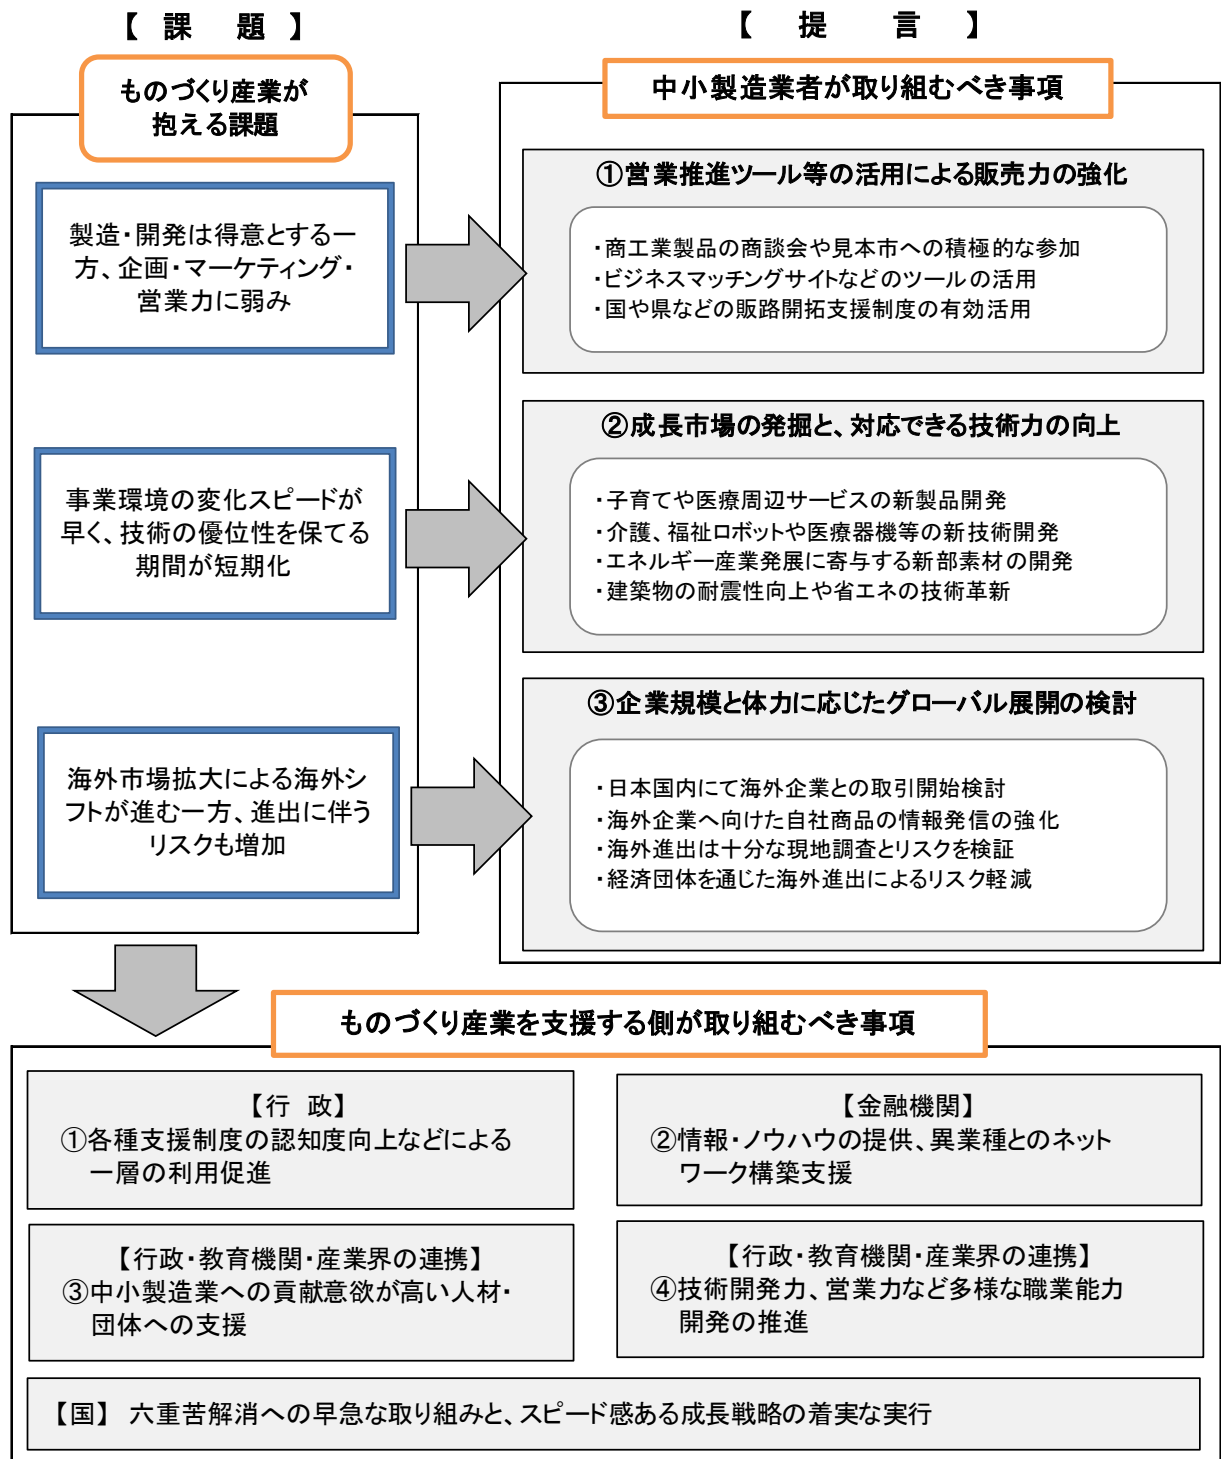 【 課 題 】
ものづくり産業が
抱える課題
製造・開発は得意とする一
方、企画・マーケティング・
営業力に弱み
事業環境の変化スピードが
早く、技術の優位性を保てる
期間が短期化
海外市場拡大による海外シ
フトが進む一方、進出に伴う
リスクも増加
【 提 言 】
中小製造業者が取り組むべき事項
①営業推進ツール等の活用による販売力の強化
・商工業製品の商談会や見本市への積極的な参加
・ビジネスマッチングサイトなどのツールの活用
・国や県などの販路開拓支援制度の有効活用
②成長市場の発掘と、対応できる技術力の向上
・子育てや医療周辺サービスの新製品開発
・介護、福祉ロボットや医療器機等の新技術開発
・エネルギー産業発展に寄与する新部素材の開発
・建築物の耐震性向上や省エネの技術革新
③企業規模と体力に応じたグローバル展開の検討
・日本国内にて海外企業との取引開始検討
・海外企業へ向けた自社商品の情報発信の強化
・海外進出は十分な現地調査とリスクを検証
・経済団体を通じた海外進出によるリスク軽減
ものづくり産業を支援する側が取り組むべき事項
【行 政】
①各種支援制度の認知度向上などによる
一層の利用促進
【金融機関】
②情報・ノウハウの提供、異業種とのネット
ワーク構築支援
【行政・教育機関・産業界の連携】
③中小製造業への貢献意欲が高い人材・
団体への支援
【行政・教育機関・産業界の連携】
④技術開発力、営業力など多様な職業能力
開発の推進
【国】 六重苦解消への早急な取り組みと、スピード感ある成長戦略の着実な実行